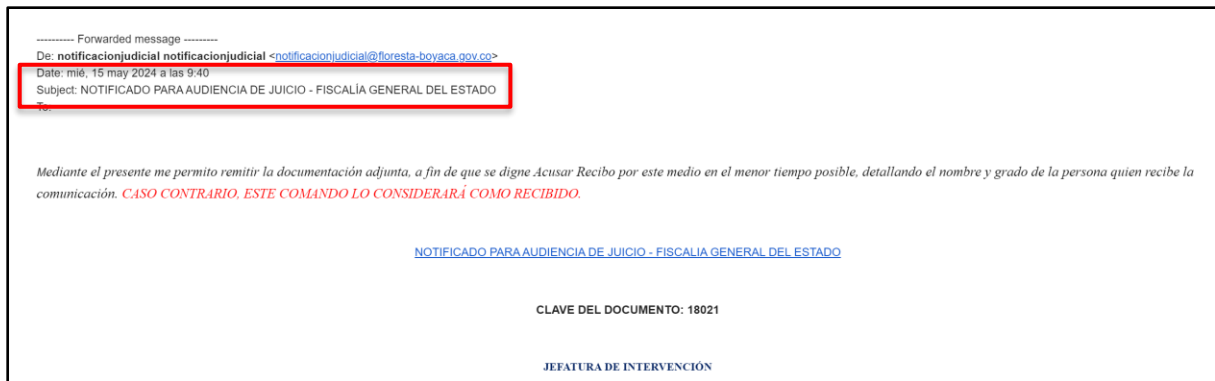 ---------- Forwarded message ---------
De: notificacionjudicial notificacionjudicial <notificacionjudicial@floresta-boyaca.gov.co>
Date: mié, 15 may 2024 a las 9:40
Subject: NOTIFICADO PARA AUDIENCIA DE JUICIO - FISCALÍA GENERAL DEL ESTADO
To:
Mediante el presente me permito remitir la documentación adjunta, a fin de que se digne Acusar Recibo por este medio en el menor tiempo posible, detallando el nombre y grado de la persona quien recibe la
comunicación. CASO CONTRARIO, ESTE COMANDO LO CONSIDERARÁ COMO RECIBIDO.
NOTIFICADO PARA AUDIENCIA DE JUICIO - FISCALIA GENERAL DEL ESTADO
CLAVE DEL DOCUMENTO: 18021
JEFATURA DE INTERVENCIÓN